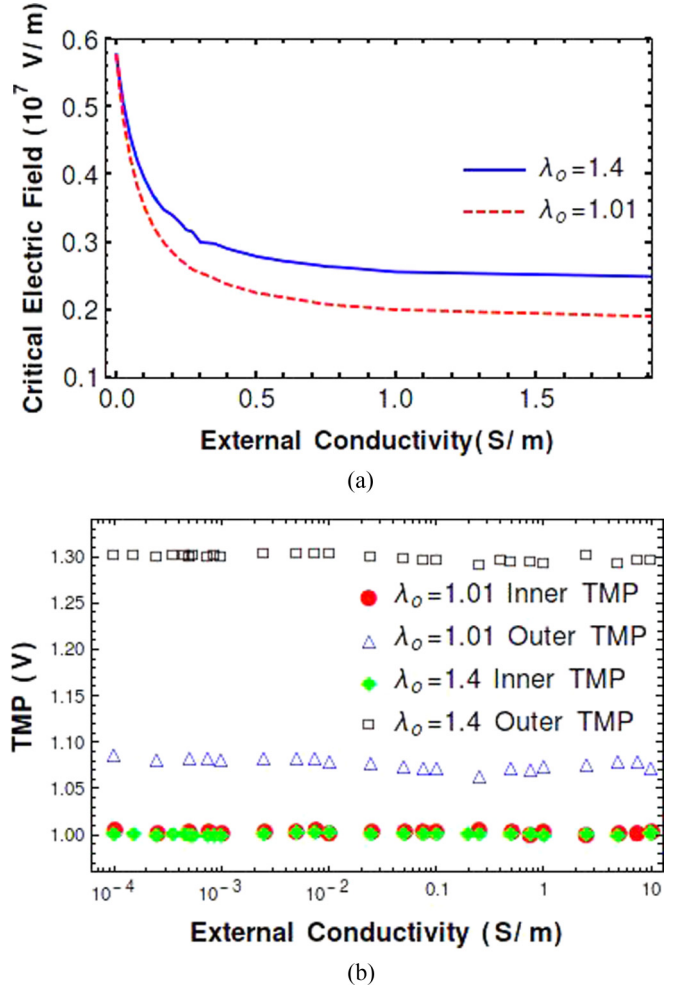 Critical Electric Field (10⁷ V/m)
0.6
0.5
0.4
0.3
0.2
0.1
λo=1.4
λo=1.01
0.0 0.5 1.0 1.5
External Conductivity(S/m)
(a)
TMP (V)
1.30
1.25
1.20
1.15
1.10
1.05
1.00
λo=1.01 Inner TMP
λo=1.01 Outer TMP
λo=1.4 Inner TMP
λo=1.4 Outer TMP
10⁻⁴ 10⁻³ 10⁻² 0.1 1 10
External Conductivity (S/m)
(b)